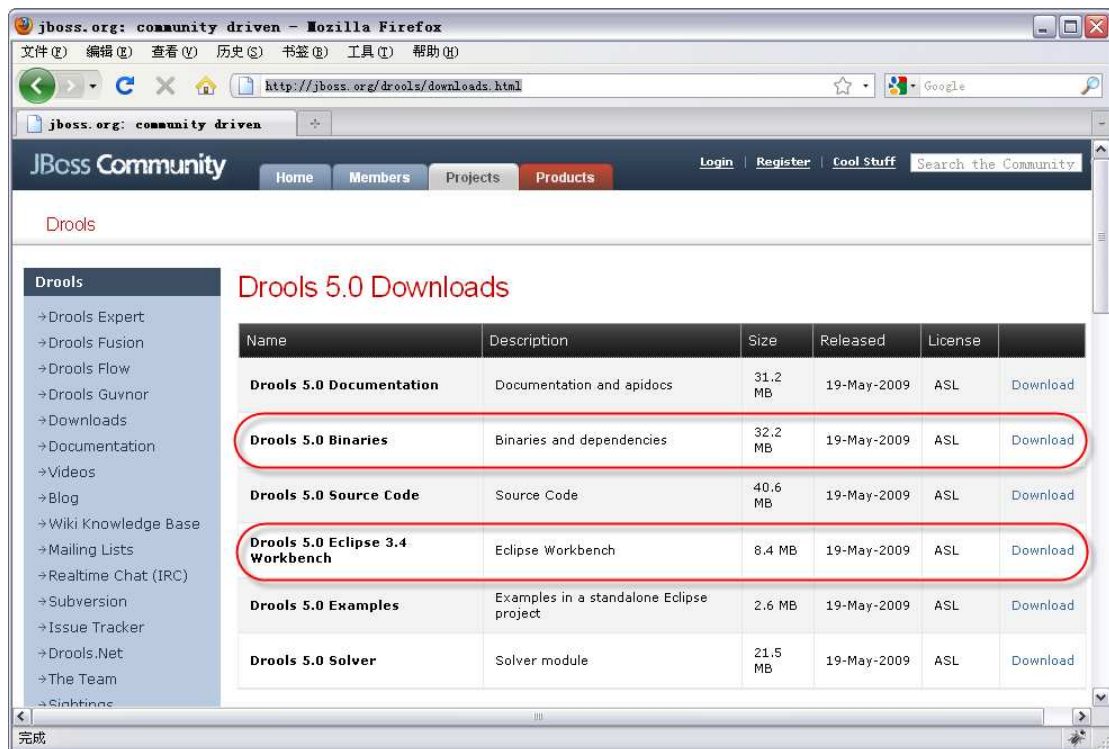 jboss.org: community driven - Mozilla Firefox
文件(F) 编辑(E) 查看(V) 历史(S) 书签(B) 工具(T) 帮助(H)
http://jboss.org/drools/downloads.html
Google
jboss.org: community driven
JBoss Community
Home
Members
Projects
Products
Login | Register | Cool Stuff
Search the Community
Drools
Drools
→Drools Expert
→Drools Fusion
→Drools Flow
→Drools Guvnor
→Downloads
→Documentation
→Videos
→Blog
→Wiki Knowledge Base
→Mailing Lists
→Realtime Chat (IRC)
→Subversion
→Issue Tracker
→Drools.Net
→The Team
→Sightings
Drools 5.0 Downloads
Name Description Size Released License
Drools 5.0 Documentation Documentation and apidocs 31.2 MB 19-May-2009 ASL Download
Drools 5.0 Binaries Binaries and dependencies 32.2 MB 19-May-2009 ASL Download
Drools 5.0 Source Code Source Code 40.6 MB 19-May-2009 ASL Download
Drools 5.0 Eclipse 3.4 Workbench Eclipse Workbench 8.4 MB 19-May-2009 ASL Download
Drools 5.0 Examples Examples in a standalone Eclipse project 2.6 MB 19-May-2009 ASL Download
Drools 5.0 Solver Solver module 21.5 MB 19-May-2009 ASL Download
完成